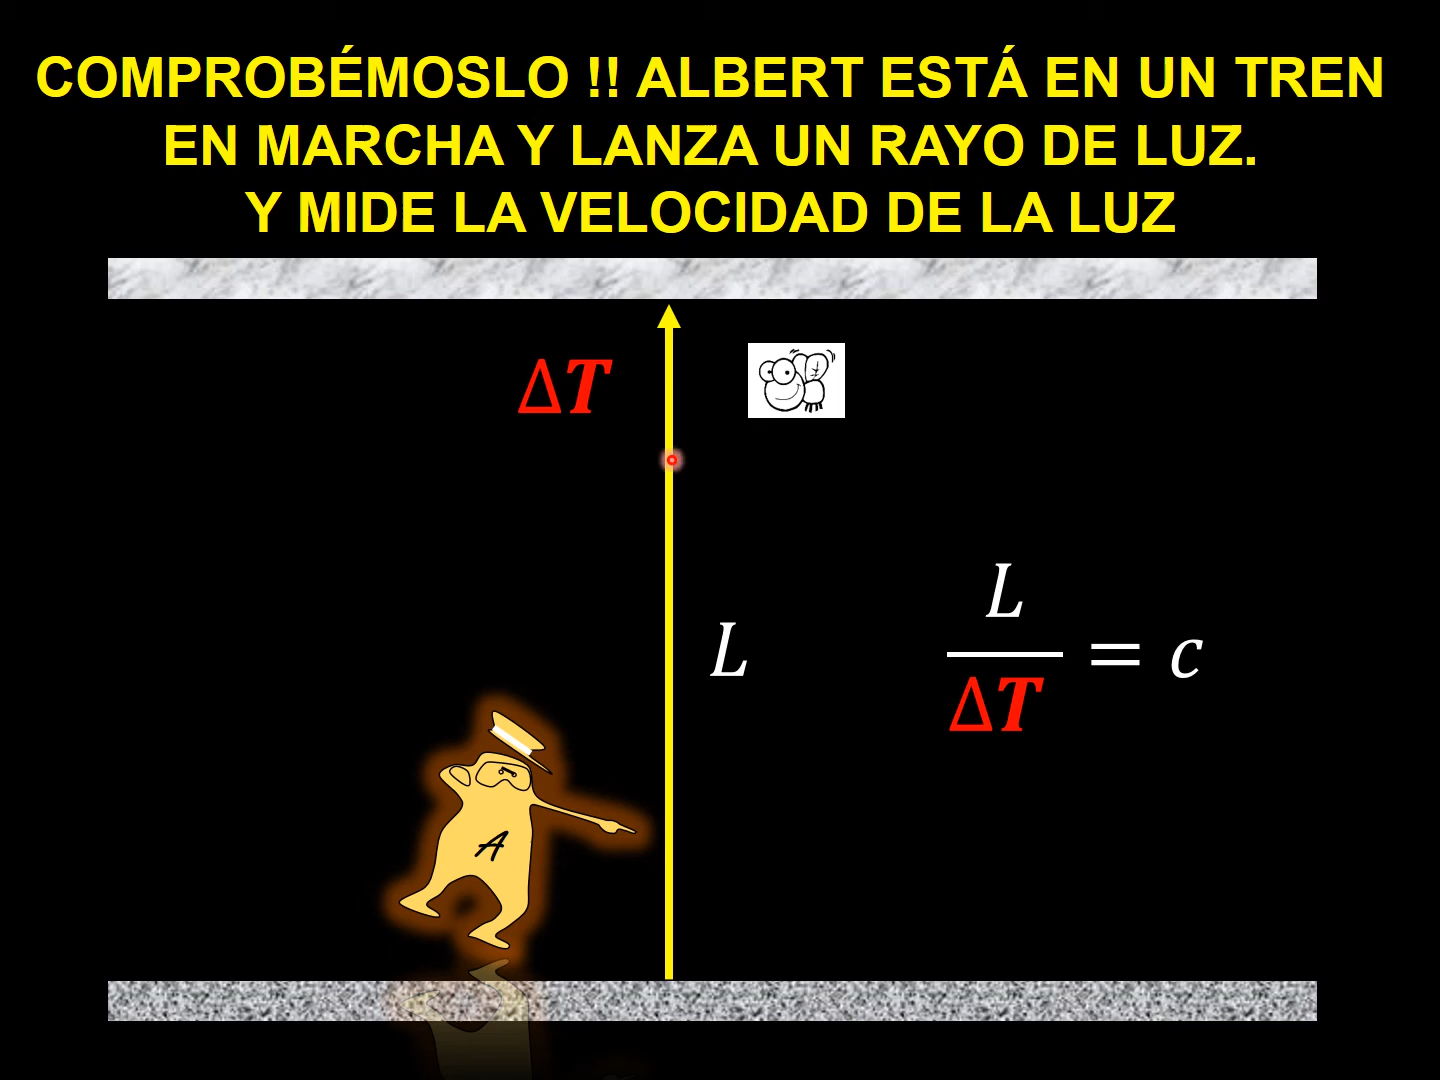 COMPROBÉMOSLO !! ALBERT ESTÁ EN UN TREN
EN MARCHA Y LANZA UN RAYO DE LUZ.
Y MIDE LA VELOCIDAD DE LA LUZ
ΔT
L
L
ΔT
= c
A